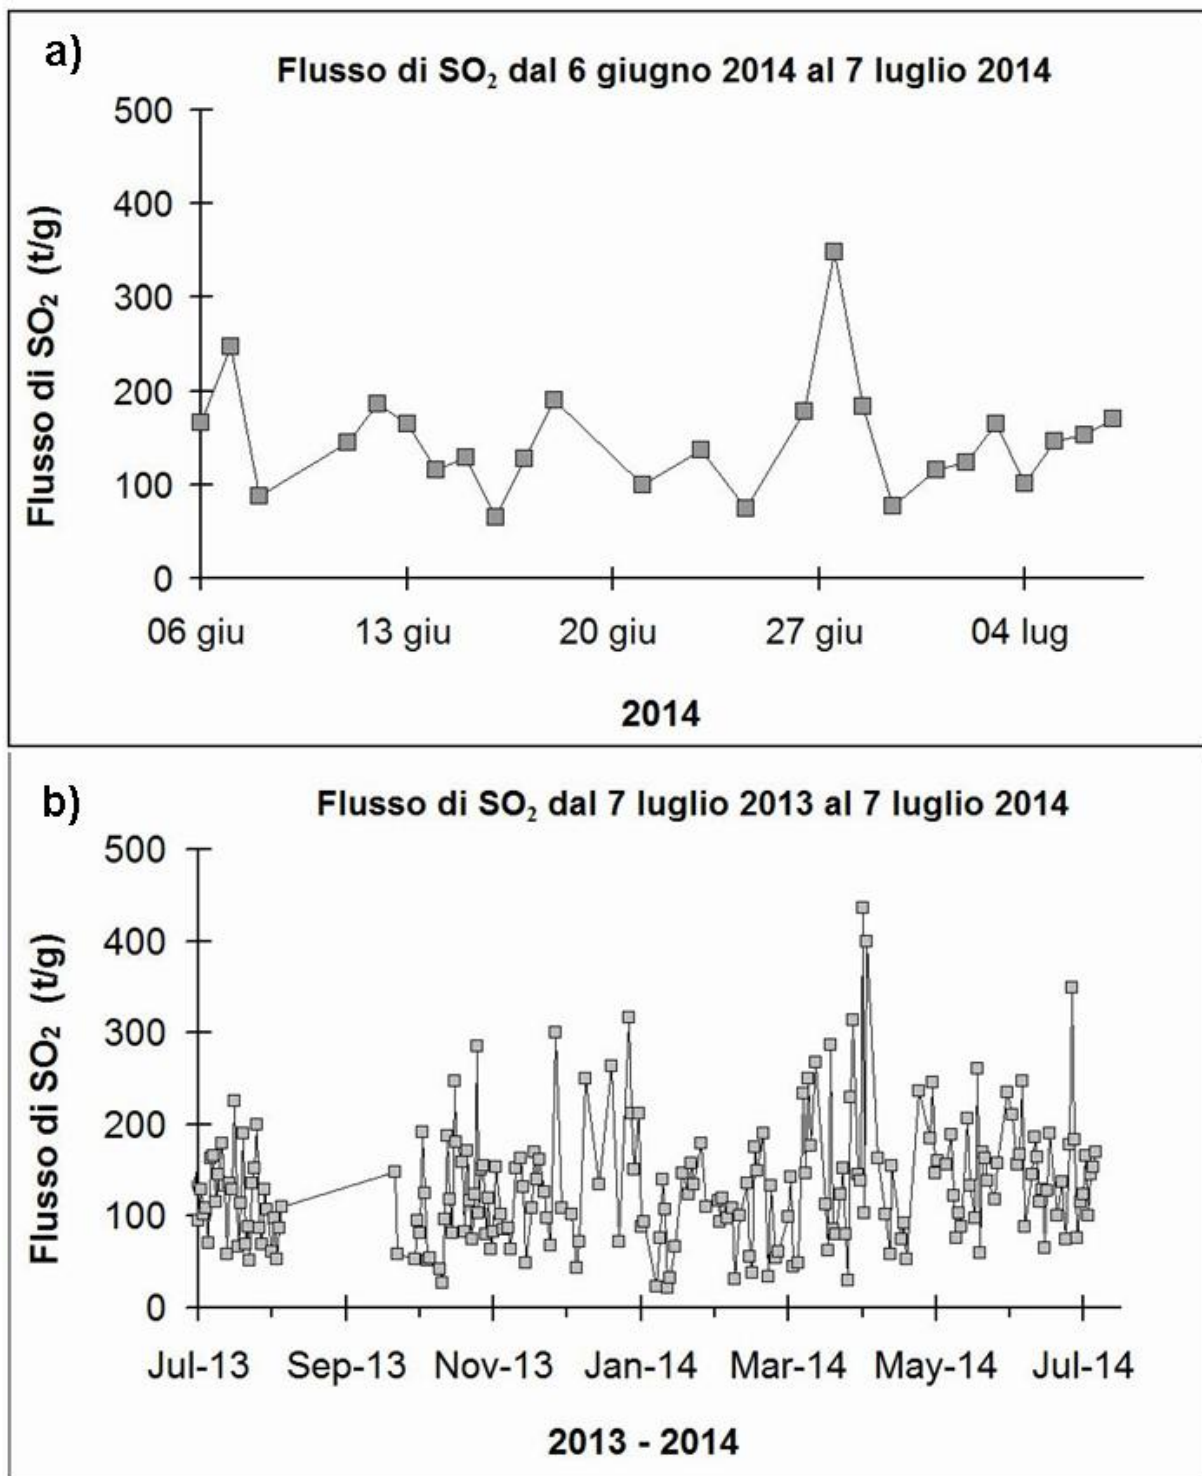 a)
Flusso di SO₂ dal 6 giugno 2014 al 7 luglio 2014
Flusso di SO₂ (t/g)
500
400
300
200
100
0
06 giu 13 giu 20 giu 27 giu 04 lug
2014
b)
Flusso di SO₂ dal 7 luglio 2013 al 7 luglio 2014
Flusso di SO₂ (t/g)
500
400
300
200
100
0
Jul-13 Sep-13 Nov-13 Jan-14 Mar-14 May-14 Jul-14
2013 - 2014